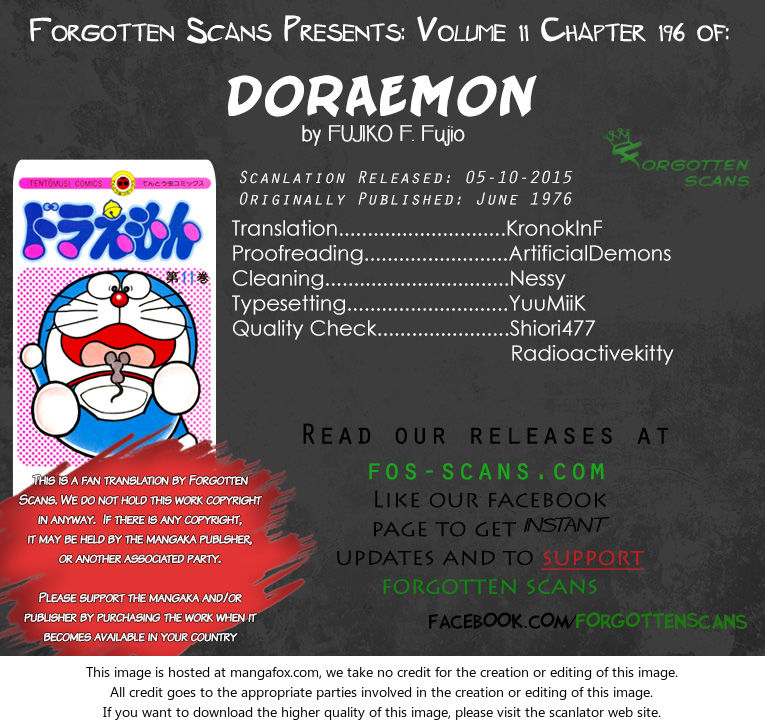 Forgotten Scans Presents: Volume 11 Chapter 196 of:
DORAEMON
by FUJIKO F. Fujio
FORGOTTEN
SCANS
Scanlation Released: 05-10-2015
Originally Published: June 1976
TENTOMUSI COMICS
てんとう虫コミックス
ドラえもん
第11巻
Translation.............................KronokInF
Proofreading.........................ArtificialDemons
Cleaning................................Nessy
Typesetting............................YuuMiiK
Quality Check.......................Shiori477
Radioactivekitty
Read our releases at
fos-scans.com
Like our facebook
page to get INSTANT
updates and to support
forgotten scans
facebook.com/forgottenscans
This is a fan translation by Forgotten
Scans. We do not hold this work copyright
in anyway. If there is any copyright,
it may be held by the mangaka publsher,
or another associated party.
Please support the mangaka and/or
publisher by purchasing the work when it
becomes available in your country
This image is hosted at mangafox.com, we take no credit for the creation or editing of this image.
All credit goes to the appropriate parties involved in the creation or editing of this image.
If you want to download the higher quality of this image, please visit the scanlator web site.